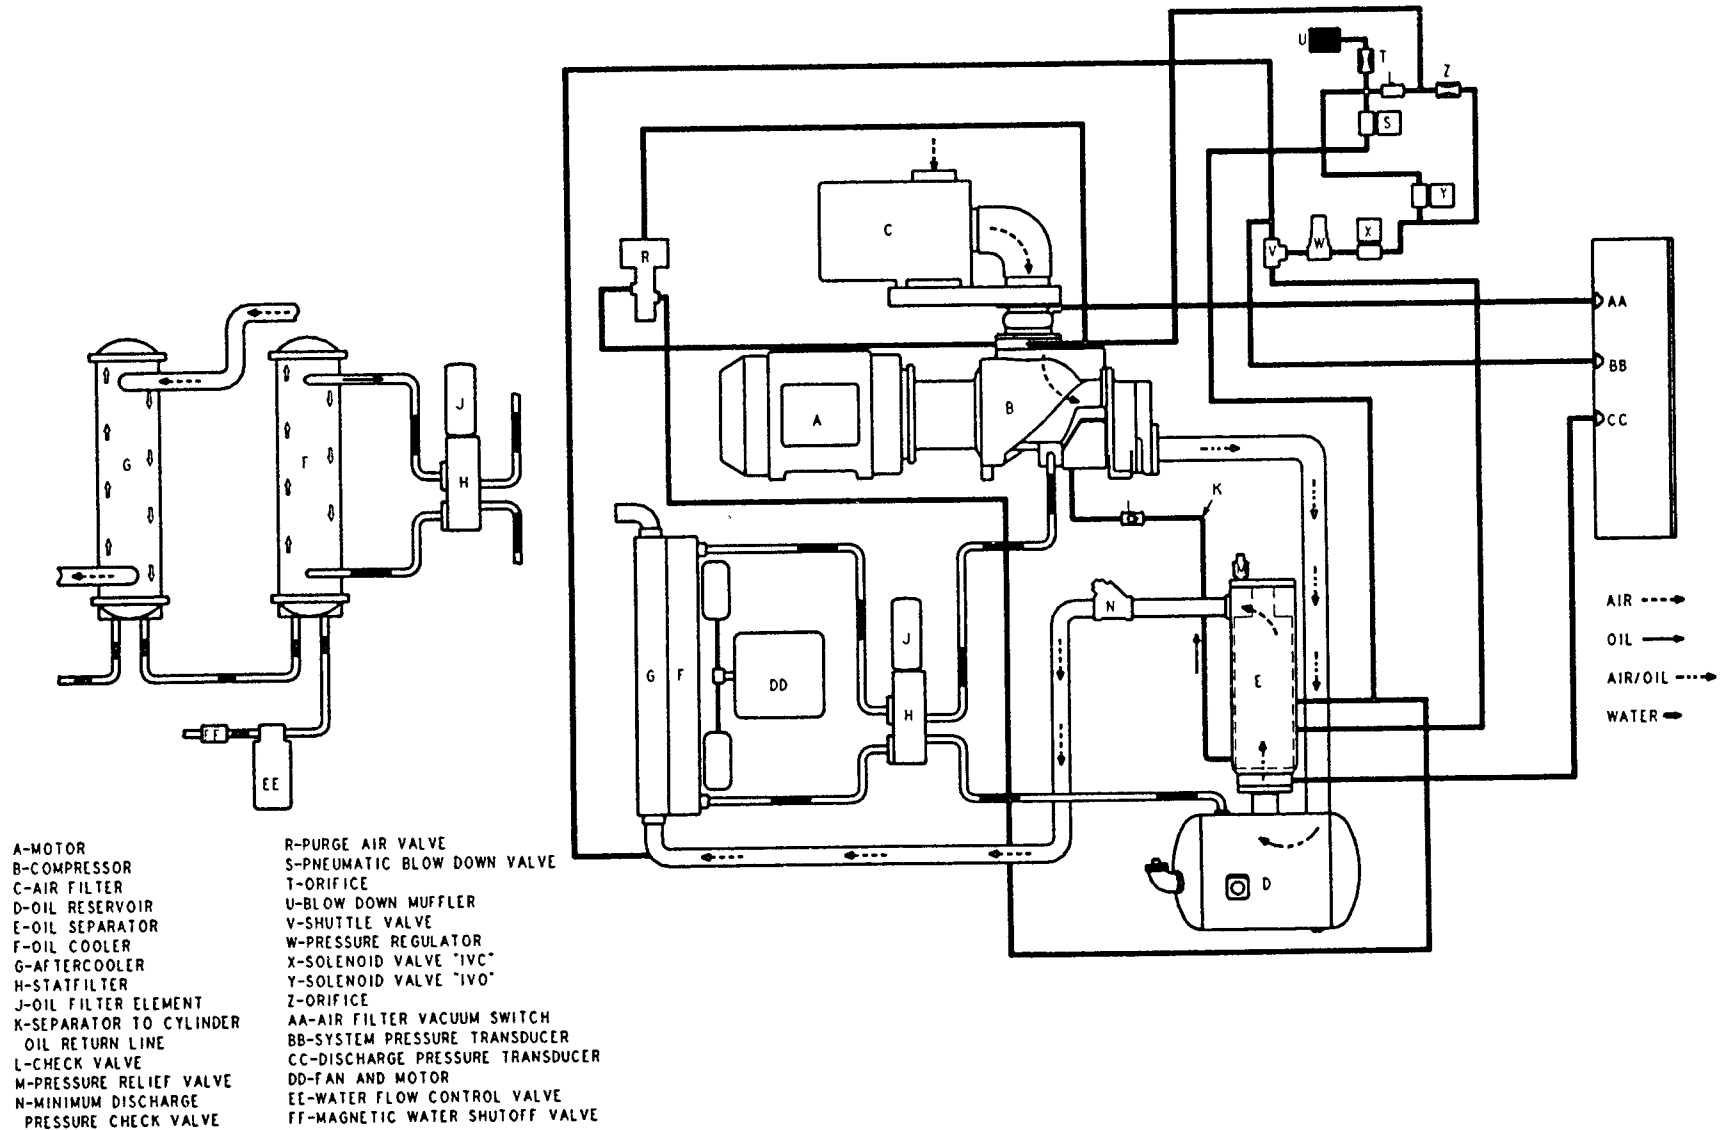 U
T
L
Z
S
Y
C
R
V
W
X
AA
BB
CC
J
G
F
H
A
B
K
L
M
N
J
G
F
DD
H
E
D
FF
EE
AIR
OIL
AIR/OIL
WATER
A-MOTOR
B-COMPRESSOR
C-AIR FILTER
D-OIL RESERVOIR
E-OIL SEPARATOR
F-OIL COOLER
G-AFTERCOOLER
H-STATFILTER
J-OIL FILTER ELEMENT
K-SEPARATOR TO CYLINDER
OIL RETURN LINE
L-CHECK VALVE
M-PRESSURE RELIEF VALVE
N-MINIMUM DISCHARGE
PRESSURE CHECK VALVE
R-PURGE AIR VALVE
S-PNEUMATIC BLOW DOWN VALVE
T-ORIFICE
U-BLOW DOWN MUFFLER
V-SHUTTLE VALVE
W-PRESSURE REGULATOR
X-SOLENOID VALVE "IVC"
Y-SOLENOID VALVE "IVO"
Z-ORIFICE
AA-AIR FILTER VACUUM SWITCH
BB-SYSTEM PRESSURE TRANSDUCER
CC-DISCHARGE PRESSURE TRANSDUCER
DD-FAN AND MOTOR
EE-WATER FLOW CONTROL VALVE
FF-MAGNETIC WATER SHUTOFF VALVE